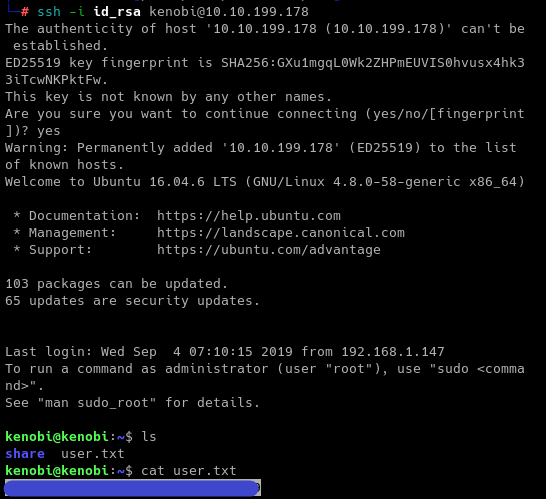 └─# ssh -i id_rsa kenobi@10.10.199.178
The authenticity of host '10.10.199.178 (10.10.199.178)' can't be
 established.
ED25519 key fingerprint is SHA256:GXu1mgqL0Wk2ZHPmEUVIS0hvusx4hk3
3iTcwNKPktFw.
This key is not known by any other names.
Are you sure you want to continue connecting (yes/no/[fingerprint
])? yes
Warning: Permanently added '10.10.199.178' (ED25519) to the list
of known hosts.
Welcome to Ubuntu 16.04.6 LTS (GNU/Linux 4.8.0-58-generic x86_64)
 * Documentation:  https://help.ubuntu.com
 * Management:     https://landscape.canonical.com
 * Support:        https://ubuntu.com/advantage
103 packages can be updated.
65 updates are security updates.
Last login: Wed Sep  4 07:10:15 2019 from 192.168.1.147
To run a command as administrator (user "root"), use "sudo <comma
nd>".
See "man sudo_root" for details.
kenobi@kenobi:~$ ls
share  user.txt
kenobi@kenobi:~$ cat user.txt